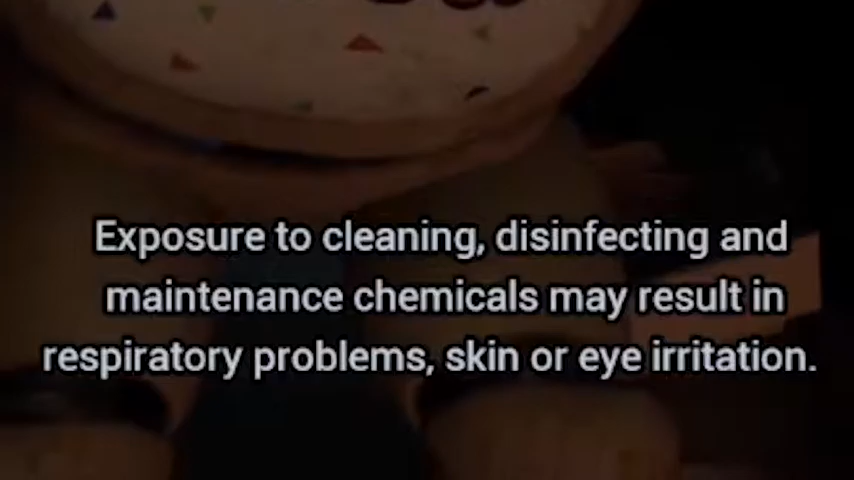 Exposure to cleaning, disinfecting and
maintenance chemicals may result in
respiratory problems, skin or eye irritation.